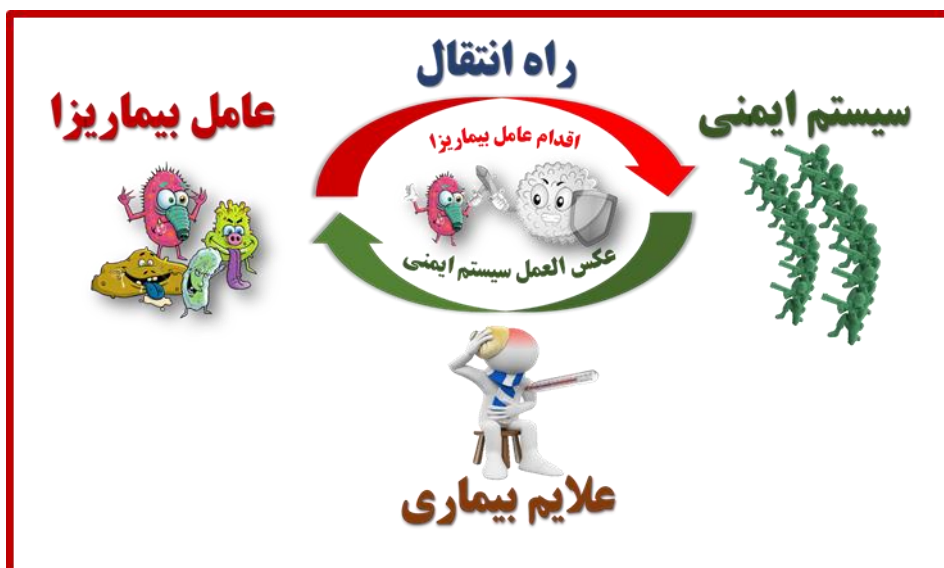 راه انتقال
سیستم ایمنی
عامل بیماریزا
اقدام عامل بیماریزا
عکس العمل سیستم ایمنی
علایم بیماری